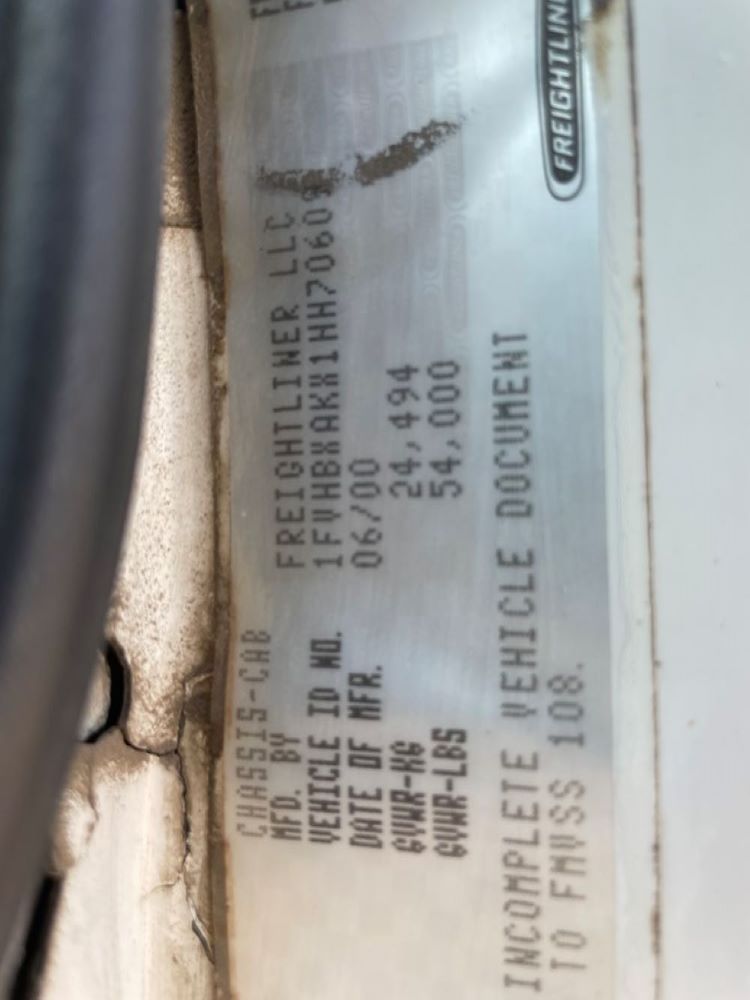 FREIGHTLINER
CHASSIS-CAB
MFD. BY FREIGHTLINER LLC
VEHICLE ID NO. 1FVHBXAKX1HH70609
DATE OF MFR. 06/00
GVWR-KG 24,494
GVWR-LBS 54,000
INCOMPLETE VEHICLE DOCUMENT
TO FMVSS 108.